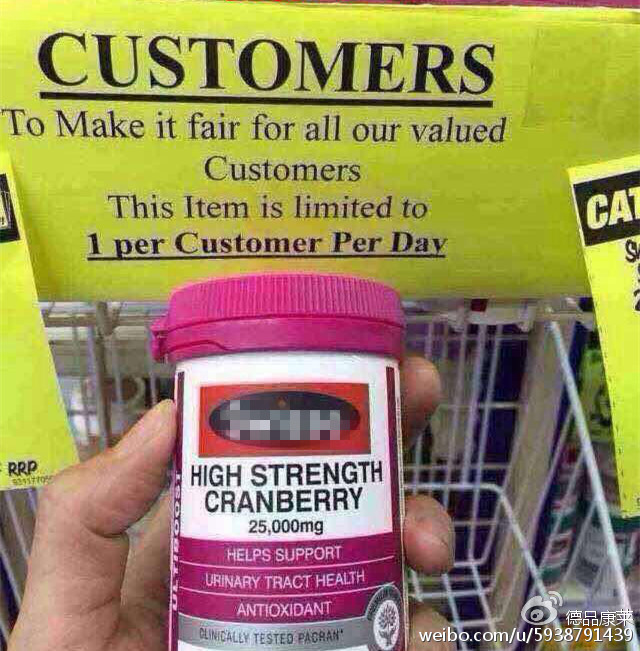 CUSTOMERS
To Make it fair for all our valued
Customers
This Item is limited to
1 per Customer Per Day
CAT
RRP
ULTIBOOST
HIGH STRENGTH
CRANBERRY
25,000mg
HELPS SUPPORT
URINARY TRACT HEALTH
ANTIOXIDANT
CLINICALLY TESTED PACRAN
德品康莱
weibo.com/u/5938791439